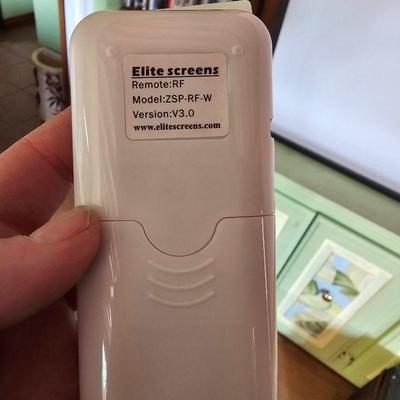 Elite screens
Remote:RF
Model:ZSP-RF-W
Version:V3.0
www.elitescreens.com